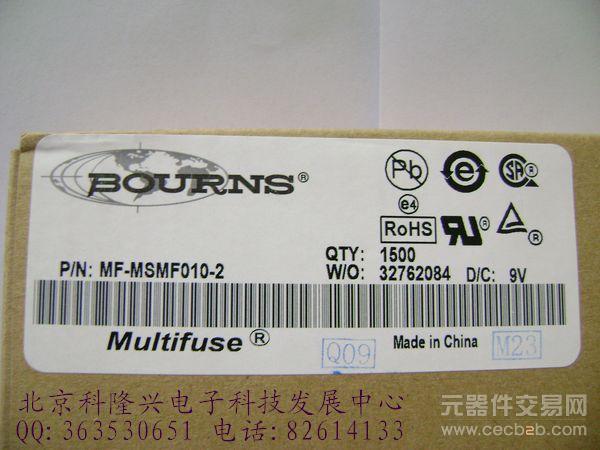 BOURNS®
Pb
e
SA®
e4
RoHS
RU®
®
QTY: 1500
P/N: MF-MSMF010-2
W/O: 32762084 D/C: 9V
Multifuse®
Q09
Made in China
M23
北京科隆兴电子科技发展中心
QQ:363530651 电话:82614133
元器件交易网
www.cecb2b.com